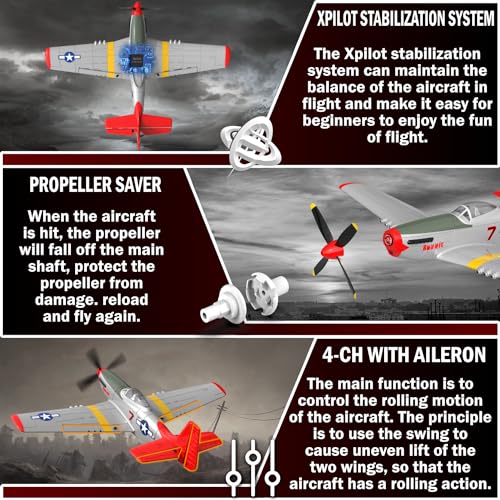 XPILOT STABILIZATION SYSTEM
The Xpilot stabilization
system can maintain the
balance of the aircraft in
flight and make it easy for
beginners to enjoy the fun
of flight.
PROPELLER SAVER
When the aircraft
is hit, the propeller
will fall off the main
shaft, protect the
propeller from
damage. reload
and fly again.
7
4-CH WITH AILERON
The main function is to
control the rolling motion
of the aircraft. The principle
is to use the swing to
cause uneven lift of
the two wings, so that the
aircraft has a rolling action.
7